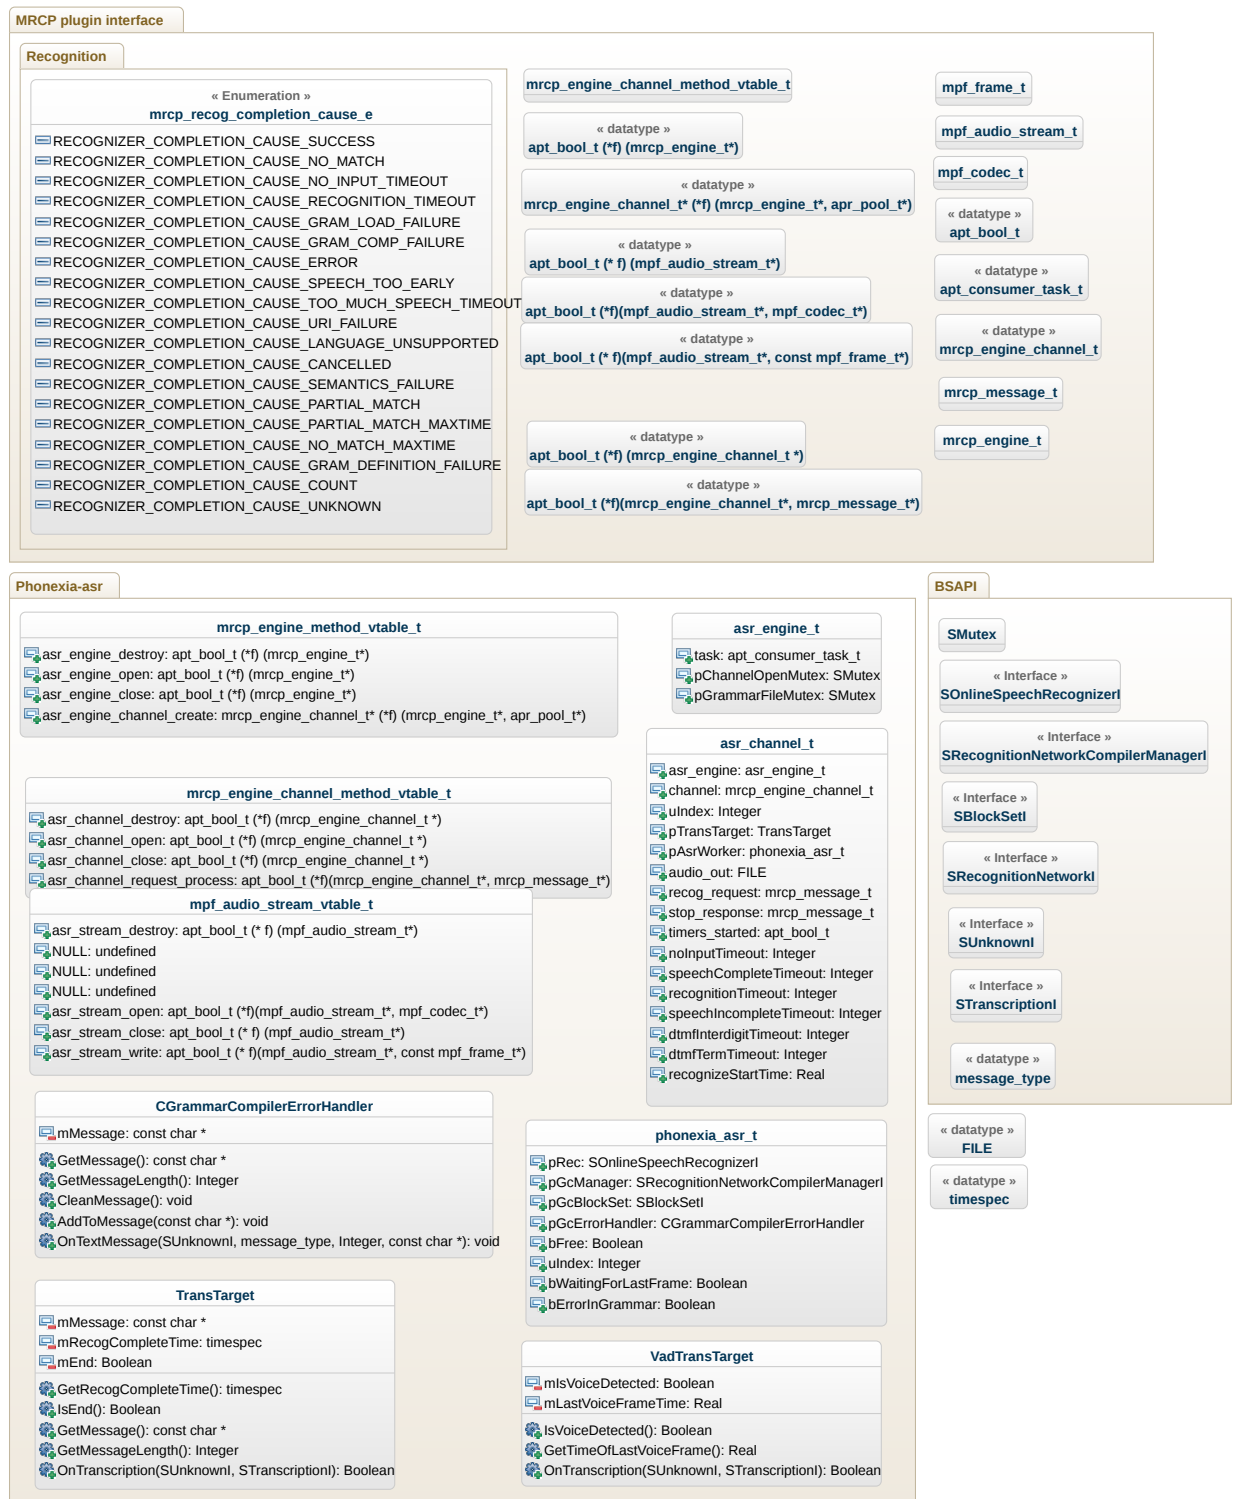 MRCP plugin interface
Recognition
« Enumeration »
mrcp_recog_completion_cause_e
RECOGNIZER_COMPLETION_CAUSE_SUCCESS
RECOGNIZER_COMPLETION_CAUSE_NO_MATCH
RECOGNIZER_COMPLETION_CAUSE_NO_INPUT_TIMEOUT
RECOGNIZER_COMPLETION_CAUSE_RECOGNITION_TIMEOUT
RECOGNIZER_COMPLETION_CAUSE_GRAM_LOAD_FAILURE
RECOGNIZER_COMPLETION_CAUSE_GRAM_COMP_FAILURE
RECOGNIZER_COMPLETION_CAUSE_ERROR
RECOGNIZER_COMPLETION_CAUSE_SPEECH_TOO_EARLY
RECOGNIZER_COMPLETION_CAUSE_TOO_MUCH_SPEECH_TIMEOUT
RECOGNIZER_COMPLETION_CAUSE_URI_FAILURE
RECOGNIZER_COMPLETION_CAUSE_LANGUAGE_UNSUPPORTED
RECOGNIZER_COMPLETION_CAUSE_CANCELLED
RECOGNIZER_COMPLETION_CAUSE_SEMANTICS_FAILURE
RECOGNIZER_COMPLETION_CAUSE_PARTIAL_MATCH
RECOGNIZER_COMPLETION_CAUSE_PARTIAL_MATCH_MAXTIME
RECOGNIZER_COMPLETION_CAUSE_NO_MATCH_MAXTIME
RECOGNIZER_COMPLETION_CAUSE_GRAM_DEFINITION_FAILURE
RECOGNIZER_COMPLETION_CAUSE_COUNT
RECOGNIZER_COMPLETION_CAUSE_UNKNOWN
mrcp_engine_channel_method_vtable_t
« datatype »
apt_bool_t (*f) (mrcp_engine_t*)
« datatype »
mrcp_engine_channel_t* (*f) (mrcp_engine_t*, apr_pool_t*)
« datatype »
apt_bool_t (* f) (mpf_audio_stream_t*)
« datatype »
apt_bool_t (*f)(mpf_audio_stream_t*, mpf_codec_t*)
« datatype »
apt_bool_t (* f)(mpf_audio_stream_t*, const mpf_frame_t*)
« datatype »
apt_bool_t (*f) (mrcp_engine_channel_t *)
« datatype »
apt_bool_t (*f)(mrcp_engine_channel_t*, mrcp_message_t*)
mpf_frame_t
mpf_audio_stream_t
mpf_codec_t
« datatype »
apt_bool_t
« datatype »
apt_consumer_task_t
« datatype »
mrcp_engine_channel_t
mrcp_message_t
mrcp_engine_t
Phonexia-asr
mrcp_engine_method_vtable_t
asr_engine_destroy: apt_bool_t (*f) (mrcp_engine_t*)
asr_engine_open: apt_bool_t (*f) (mrcp_engine_t*)
asr_engine_close: apt_bool_t (*f) (mrcp_engine_t*)
asr_engine_channel_create: mrcp_engine_channel_t* (*f) (mrcp_engine_t*, apr_pool_t*)
mrcp_engine_channel_method_vtable_t
asr_channel_destroy: apt_bool_t (*f) (mrcp_engine_channel_t *)
asr_channel_open: apt_bool_t (*f) (mrcp_engine_channel_t *)
asr_channel_close: apt_bool_t (*f) (mrcp_engine_channel_t *)
asr_channel_request_process: apt_bool_t (*f)(mrcp_engine_channel_t*, mrcp_message_t*)
mpf_audio_stream_vtable_t
asr_stream_destroy: apt_bool_t (* f) (mpf_audio_stream_t*)
NULL: undefined
NULL: undefined
NULL: undefined
asr_stream_open: apt_bool_t (*f)(mpf_audio_stream_t*, mpf_codec_t*)
asr_stream_close: apt_bool_t (* f) (mpf_audio_stream_t*)
asr_stream_write: apt_bool_t (* f)(mpf_audio_stream_t*, const mpf_frame_t*)
CGrammarCompilerErrorHandler
mMessage: const char *
GetMessage(): const char *
GetMessageLength(): Integer
CleanMessage(): void
AddToMessage(const char *): void
OnTextMessage(SUnknownI, message_type, Integer, const char *): void
TransTarget
mMessage: const char *
mRecogCompleteTime: timespec
mEnd: Boolean
GetRecogCompleteTime(): timespec
IsEnd(): Boolean
GetMessage(): const char *
GetMessageLength(): Integer
OnTranscription(SUnknownI, STranscriptionI): Boolean
asr_engine_t
task: apt_consumer_task_t
pChannelOpenMutex: SMutex
pGrammarFileMutex: SMutex
asr_channel_t
asr_engine: asr_engine_t
channel: mrcp_engine_channel_t
uIndex: Integer
pTransTarget: TransTarget
pAsrWorker: phonexia_asr_t
audio_out: FILE
recog_request: mrcp_message_t
stop_response: mrcp_message_t
timers_started: apt_bool_t
noInputTimeout: Integer
speechCompleteTimeout: Integer
recognitionTimeout: Integer
speechIncompleteTimeout: Integer
dtmfInterdigitTimeout: Integer
dtmfTermTimeout: Integer
recognizeStartTime: Real
phonexia_asr_t
pRec: SOnlineSpeechRecognizerI
pGcManager: SRecognitionNetworkCompilerManagerI
pGcBlockSet: SBlockSetI
pGcErrorHandler: CGrammarCompilerErrorHandler
bFree: Boolean
uIndex: Integer
bWaitingForLastFrame: Boolean
bErrorInGrammar: Boolean
VadTransTarget
mIsVoiceDetected: Boolean
mLastVoiceFrameTime: Real
IsVoiceDetected(): Boolean
GetTimeOfLastVoiceFrame(): Real
OnTranscription(SUnknownI, STranscriptionI): Boolean
BSAPI
SMutex
« Interface »
SOnlineSpeechRecognizerI
« Interface »
SRecognitionNetworkCompilerManagerI
« Interface »
SBlockSetI
« Interface »
SRecognitionNetworkI
« Interface »
SUnknownI
« Interface »
STranscriptionI
« datatype »
message_type
« datatype »
FILE
« datatype »
timespec